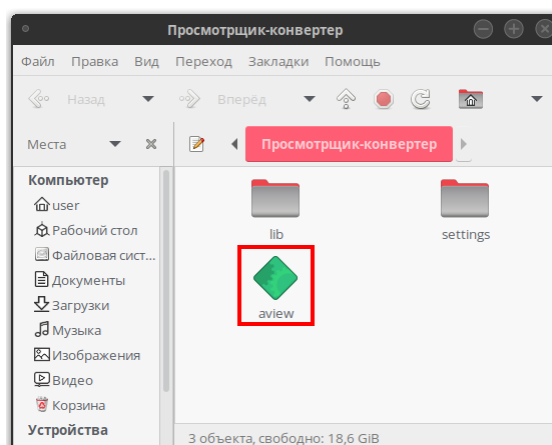 Просмотрщик-конвертер
Файл Правка Вид Переход Закладки Помощь
Назад Вперёд
Места Просмотрщик-конвертер
Компьютер
user
Рабочий стол
Файловая сист...
Документы
Загрузки
Музыка
Изображения
Видео
Корзина
Устройства
lib settings
aview
3 объекта, свободно: 18,6 GiB